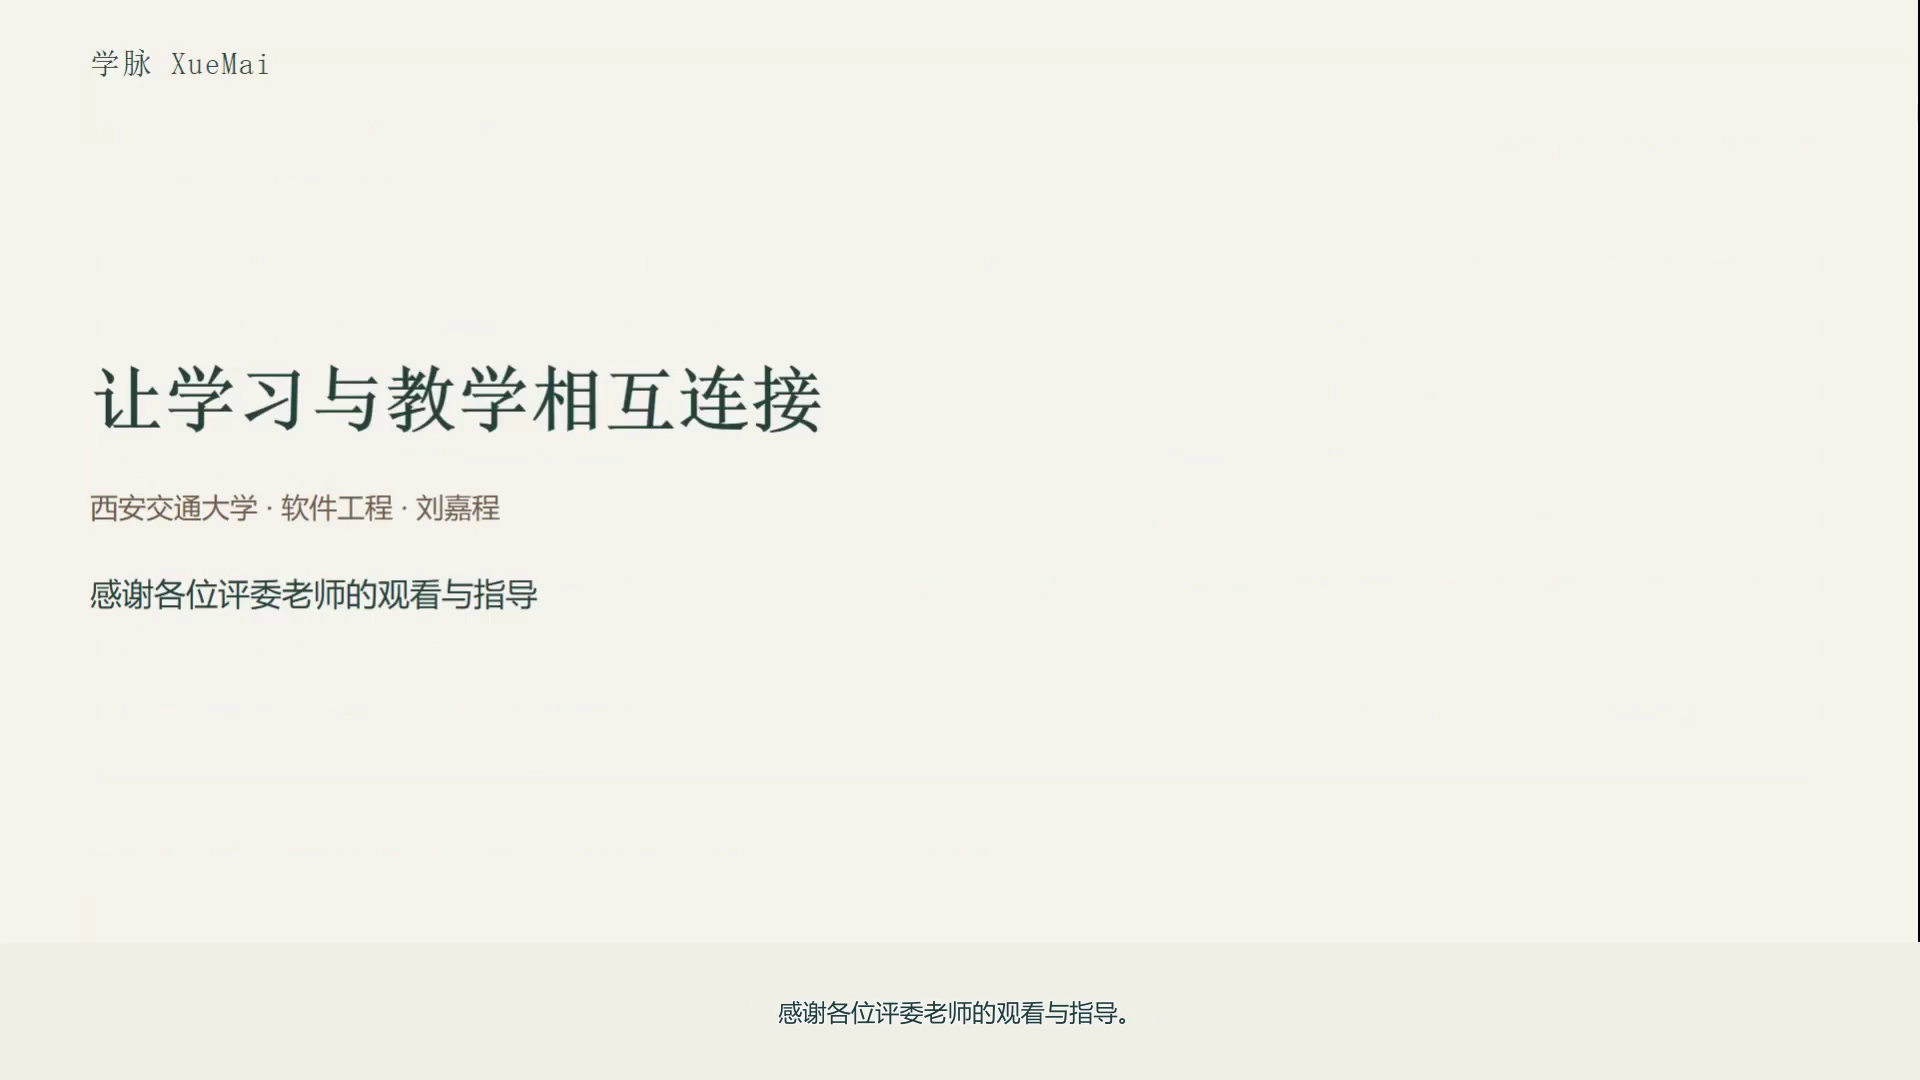 学脉 XueMai
让学习与教学相互连接
西安交通大学 · 软件工程 · 刘嘉程
感谢各位评委老师的观看与指导
感谢各位评委老师的观看与指导。